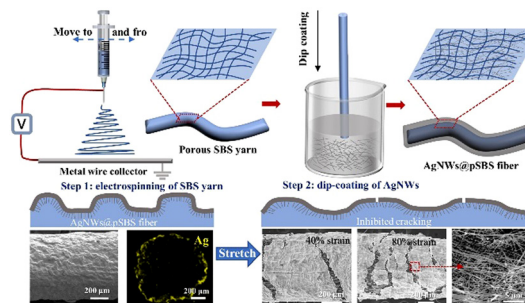 Move to and fro
V
Metal wire collector
Porous SBS yarn
Step 1: electrospinning of SBS yarn
Dip coating
AgNWs@pSBS fiber
Step 2: dip-coating of AgNWs
AgNWs@pSBS fiber
Inhibited cracking
200 μm
Ag
200 μm
Stretch
40% strain
200 μm
80% strain
200 μm